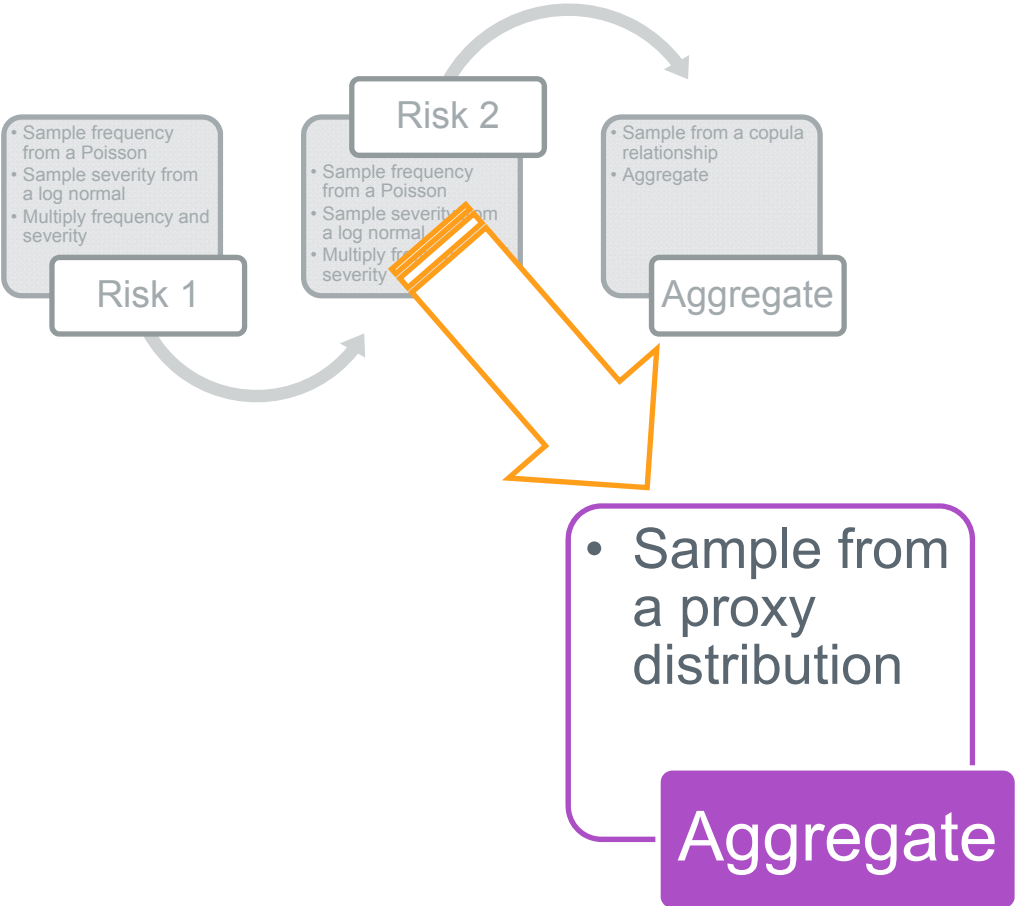 • Sample frequency
from a Poisson
• Sample severity from
a log normal
• Multiply frequency and
severity
Risk 1
Risk 2
• Sample frequency
from a Poisson
• Sample severity from
a log normal
• Multiply
severity
• Sample from a copula
relationship
• Aggregate
Aggregate
• Sample from
a proxy
distribution
Aggregate